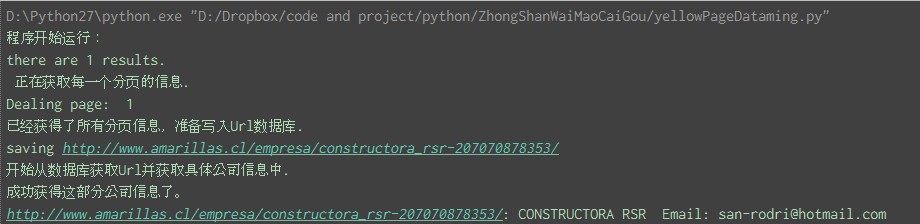 D:\Python27\python.exe "D:/Dropbox/code and project/python/ZhongShanWaiMaoCaiGou/yellowPageDataming.py"
程序开始运行：
there are 1 results.
正在获取每一个分页的信息.
Dealing page:  1
已经获得了所有分页信息, 准备写入Url数据库.
saving http://www.amarillas.cl/empresa/constructora_rsr-207070878353/
开始从数据库获取Url并获取具体公司信息中.
成功获得这部分公司信息了。
http://www.amarillas.cl/empresa/constructora_rsr-207070878353/: CONSTRUCTORA RSR  Email: san-rodri@hotmail.com